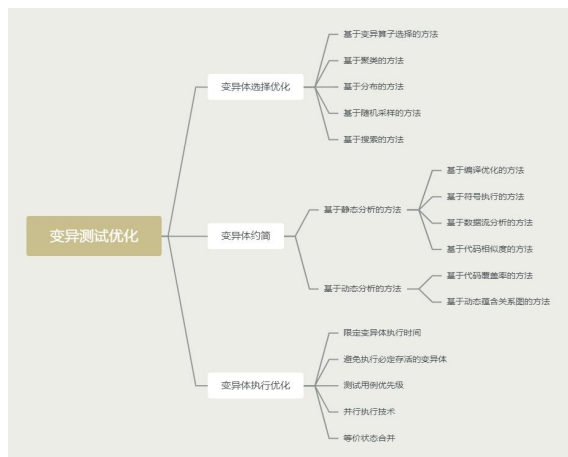 变异测试优化
变异体选择优化
基于变异算子选择的方法
基于聚类的方法
基于分布的方法
基于随机采样的方法
基于搜索的方法
变异体约简
基于静态分析的方法
基于编译优化的方法
基于符号执行的方法
基于数据流分析的方法
基于代码相似度的方法
基于动态分析的方法
基于代码覆盖率的方法
基于动态蕴含关系图的方法
变异体执行优化
限定变异体执行时间
避免执行必定存活的变异体
测试用例优先级
并行执行技术
等价状态合并